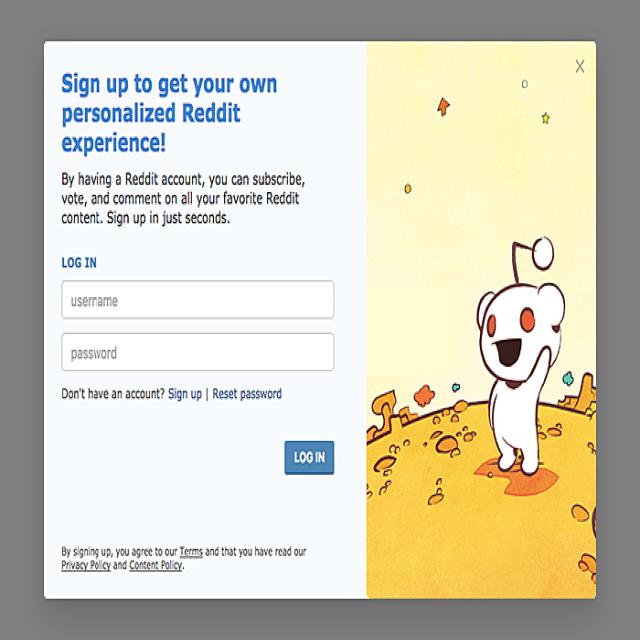 Sign up to get your own
personalized Reddit
experience!
By having a Reddit account, you can subscribe,
vote, and comment on all your favorite Reddit
content. Sign up in just seconds.
LOG IN
username
password
Don't have an account? Sign up | Reset password
LOG IN
By signing up, you agree to our Terms and that you have read our
Privacy Policy and Content Policy.